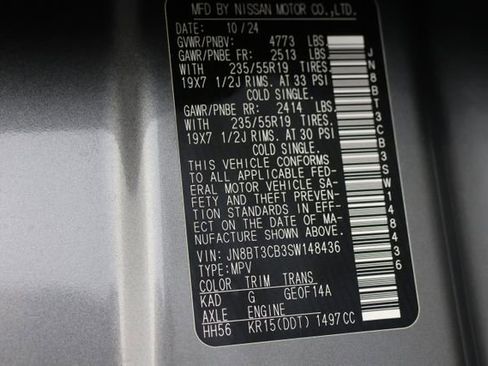 MFD BY NISSAN MOTOR CO.,LTD.
DATE: 10/24
GVWR/PNBV: 4773 LBS
GAWR/PNBE FR: 2513 LBS
WITH 235/55R19 TIRES,
19X7 1/2J RIMS, AT 33 PSI
COLD SINGLE.
GAWR/PNBE RR: 2414 LBS
WITH 235/55R19 TIRES,
19X7 1/2J RIMS, AT 30 PSI
COLD SINGLE.
THIS VEHICLE CONFORMS
TO ALL APPLICABLE FED-
ERAL MOTOR VEHICLE SAF-
ETY AND THEFT PREVEN-
TION STANDARDS IN EFF-
ECT ON THE DATE OF MA-
NUFACTURE SHOWN ABOVE.
VIN: JN8BT3CB3SW148436
TYPE:MPV
COLOR TRIM TRANS
KAD G GE0F14A
AXLE ENGINE
HH56 KR15(DDT) 1497CC
JN8BT3CB3SW148436